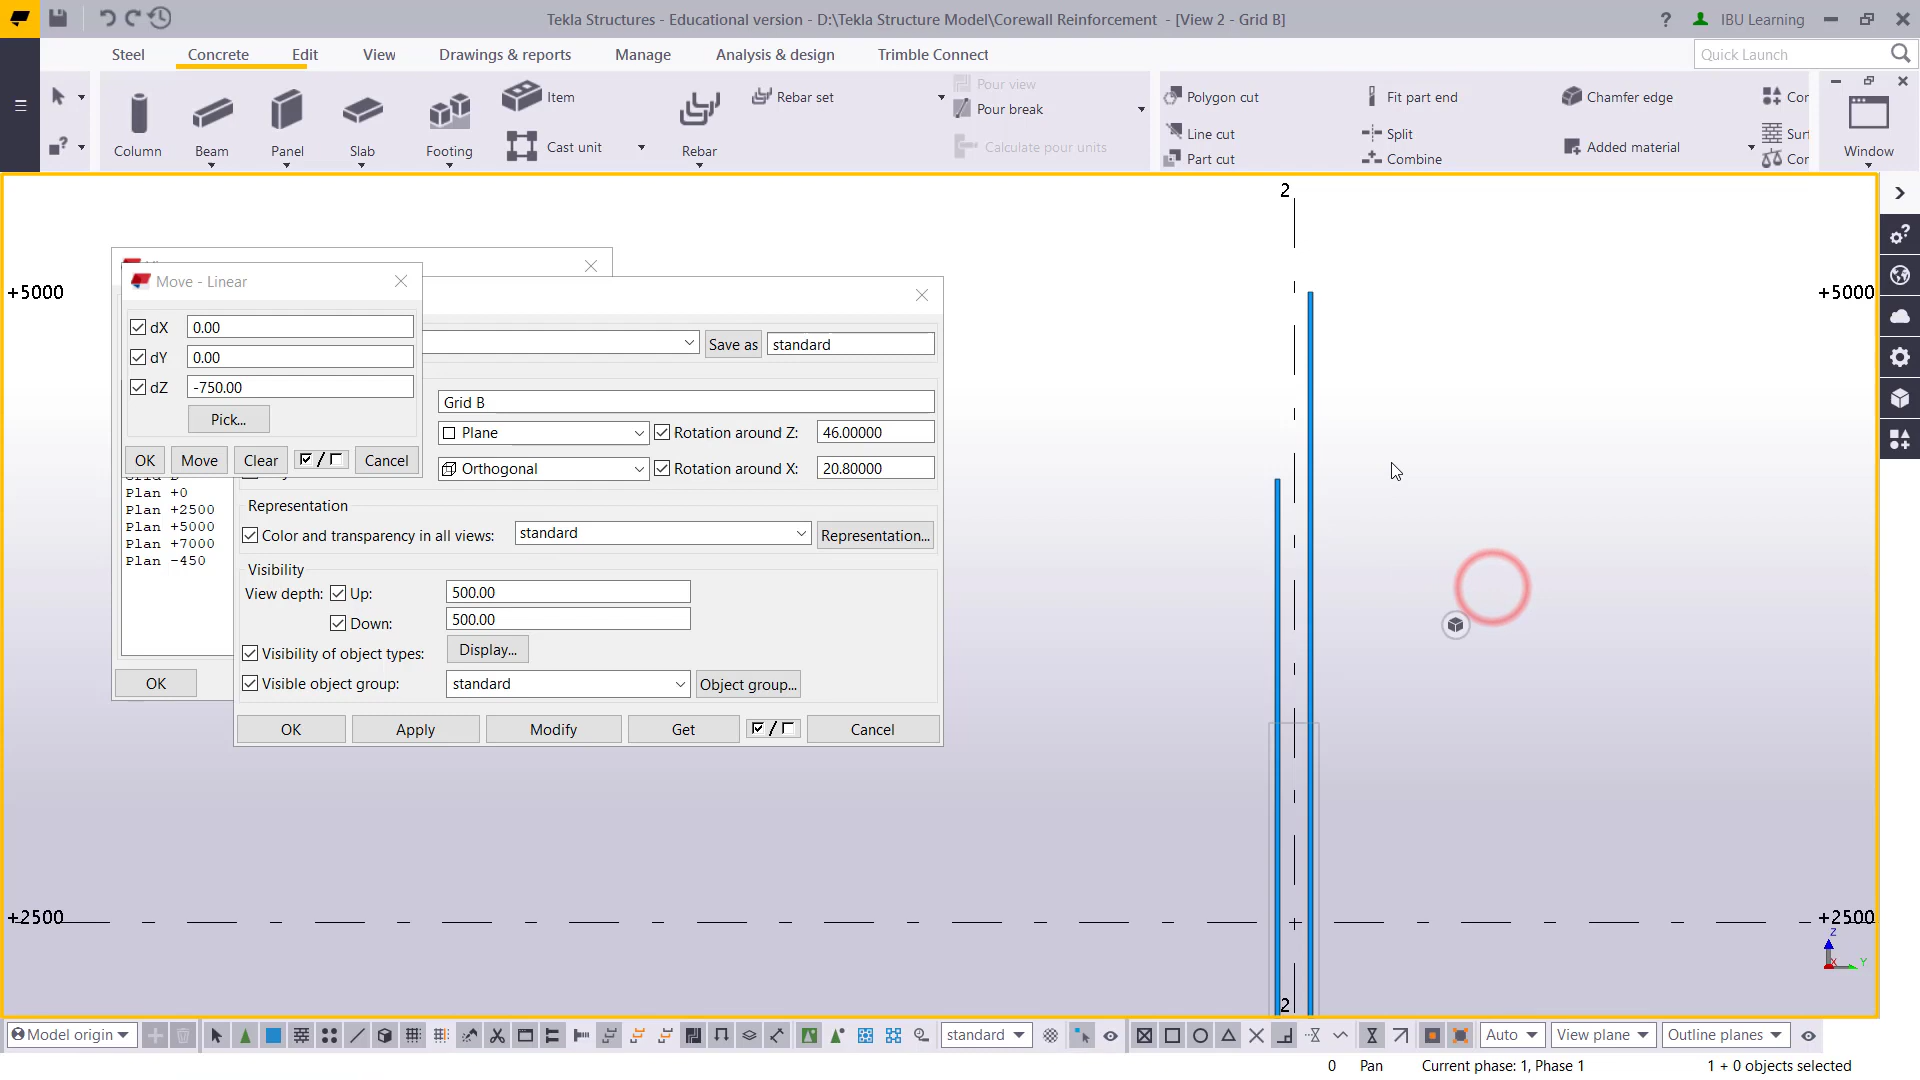 Tekla Structures - Educational version - D:\Tekla Structure Model\Corewall Reinforcement - [View 2 - Grid B]
? IBU Learning
Steel Concrete Edit View Drawings & reports Manage Analysis & design Trimble Connect
Quick Launch
Item
Rebar set
Pour view
Pour break
Polygon cut
Fit part end
Chamfer edge
Cor
Line cut
Split
Sur
Cast unit
Calculate pour units
Added material
Column Beam Panel Slab Footing Rebar
Part cut
Combine
Cor
Window
2
+5000
+5000
Move - Linear
dX 0.00
dY 0.00
dZ -750.00
Pick...
OK Move Clear / Cancel
Save as standard
Grid B
Plane Rotation around Z: 46.00000
Orthogonal Rotation around X: 20.80000
Plan +0
Plan +2500
Plan +5000
Plan +7000
Plan -450
OK
Representation
Color and transparency in all views: standard Representation...
Visibility
View depth: Up: 500.00
Down: 500.00
Visibility of object types: Display...
Visible object group: standard Object group...
OK Apply Modify Get / Cancel
+2500
+2500
Z
X
Y
2
Model origin
standard
Auto View plane Outline planes
0 Pan Current phase: 1, Phase 1 1 + 0 objects selected